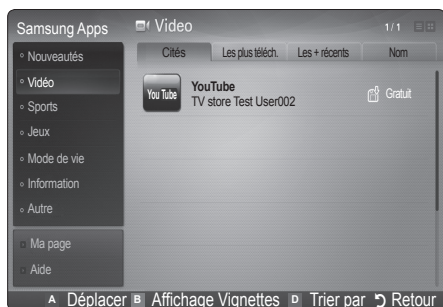 Samsung Apps
Video
1/1
Nouveautés
Vidéo
Sports
Jeux
Mode de vie
Information
Autre
Ma page
Aide
Cités
Les plus téléch.
Les + récents
Nom
You Tube
YouTube
TV store Test User002
Gratuit
A Déplacer B Affichage Vignettes D Trier par Retour